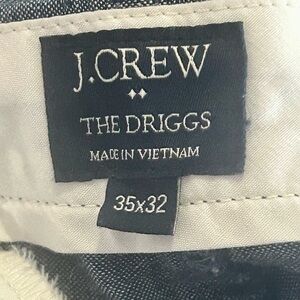 J.CREW
THE DRIGGS
MADE IN VIETNAM
35x32